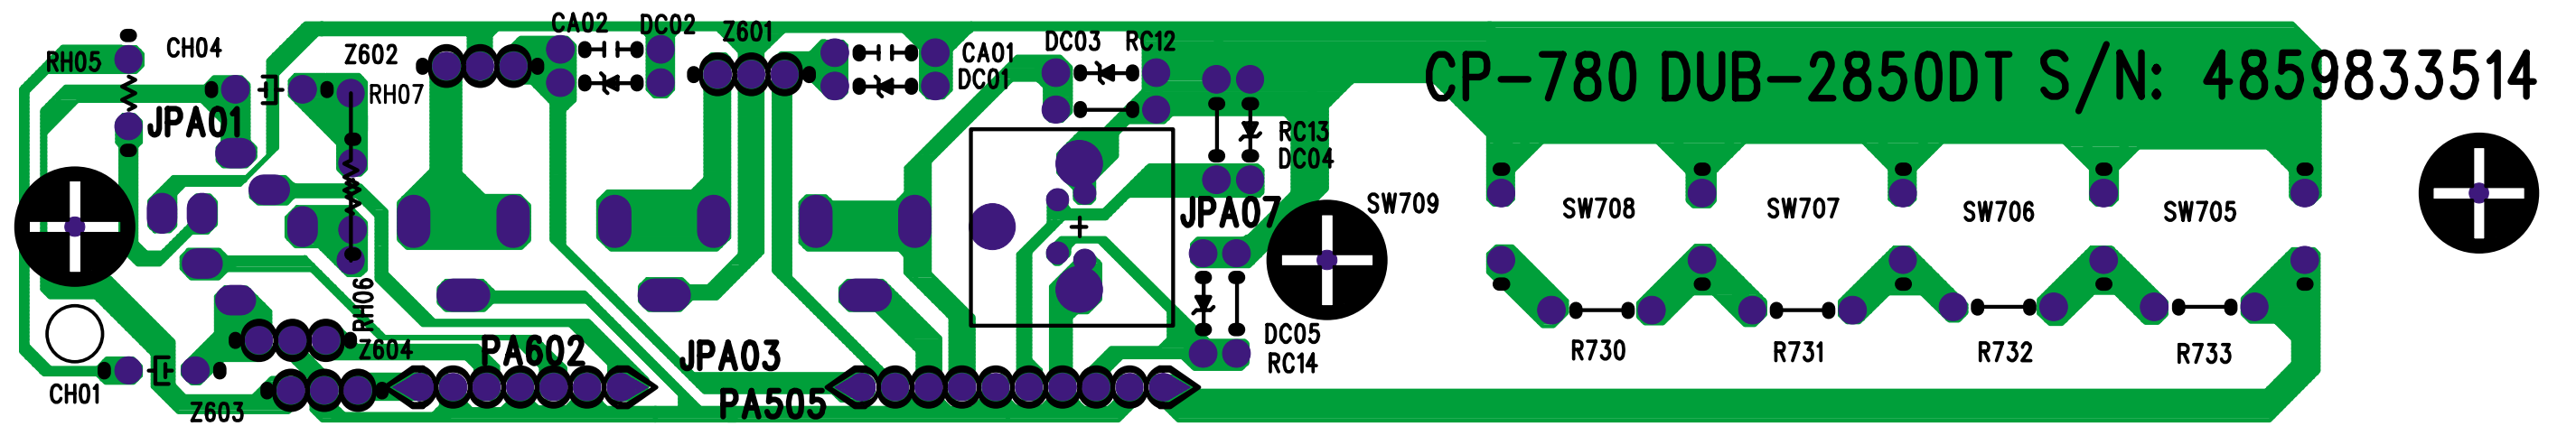 CA02 DC02 Z601
RH05 CH04 Z602 CA01 DC03 RC12
DC01
RH07
CP-780 DUB-2850DT S/N: 4859833514
JPA01
RC13
DC04
JPA07 SW709 SW708 SW707 SW706 SW705
RH06
DC05
RC14
Z604 PA602 JPA03 R730 R731 R732 R733
CH01 Z603 PA505